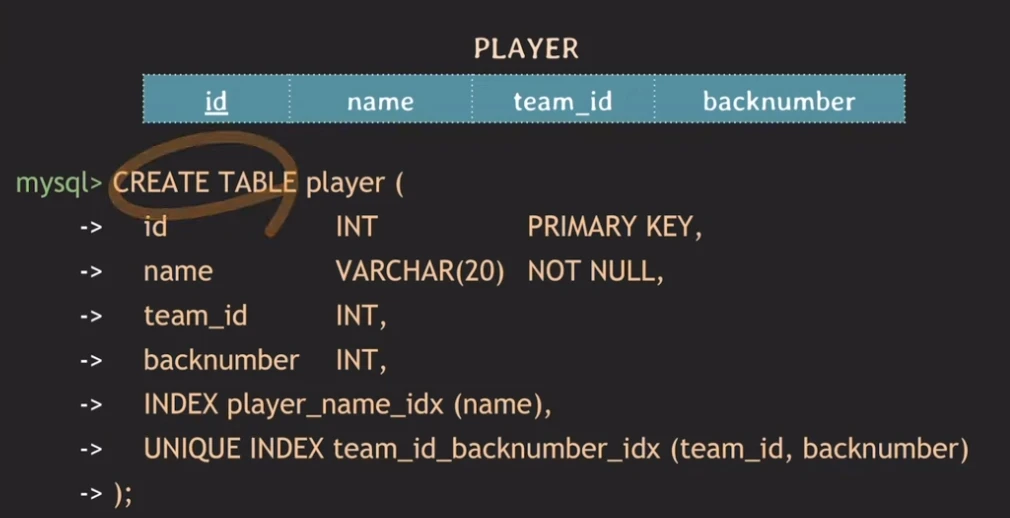 PLAYER
id name team_id backnumber
mysql> CREATE TABLE player (
-> id INT PRIMARY KEY,
-> name VARCHAR(20) NOT NULL,
-> team_id INT,
-> backnumber INT,
-> INDEX player_name_idx (name),
-> UNIQUE INDEX team_id_backnumber_idx (team_id, backnumber)
-> );